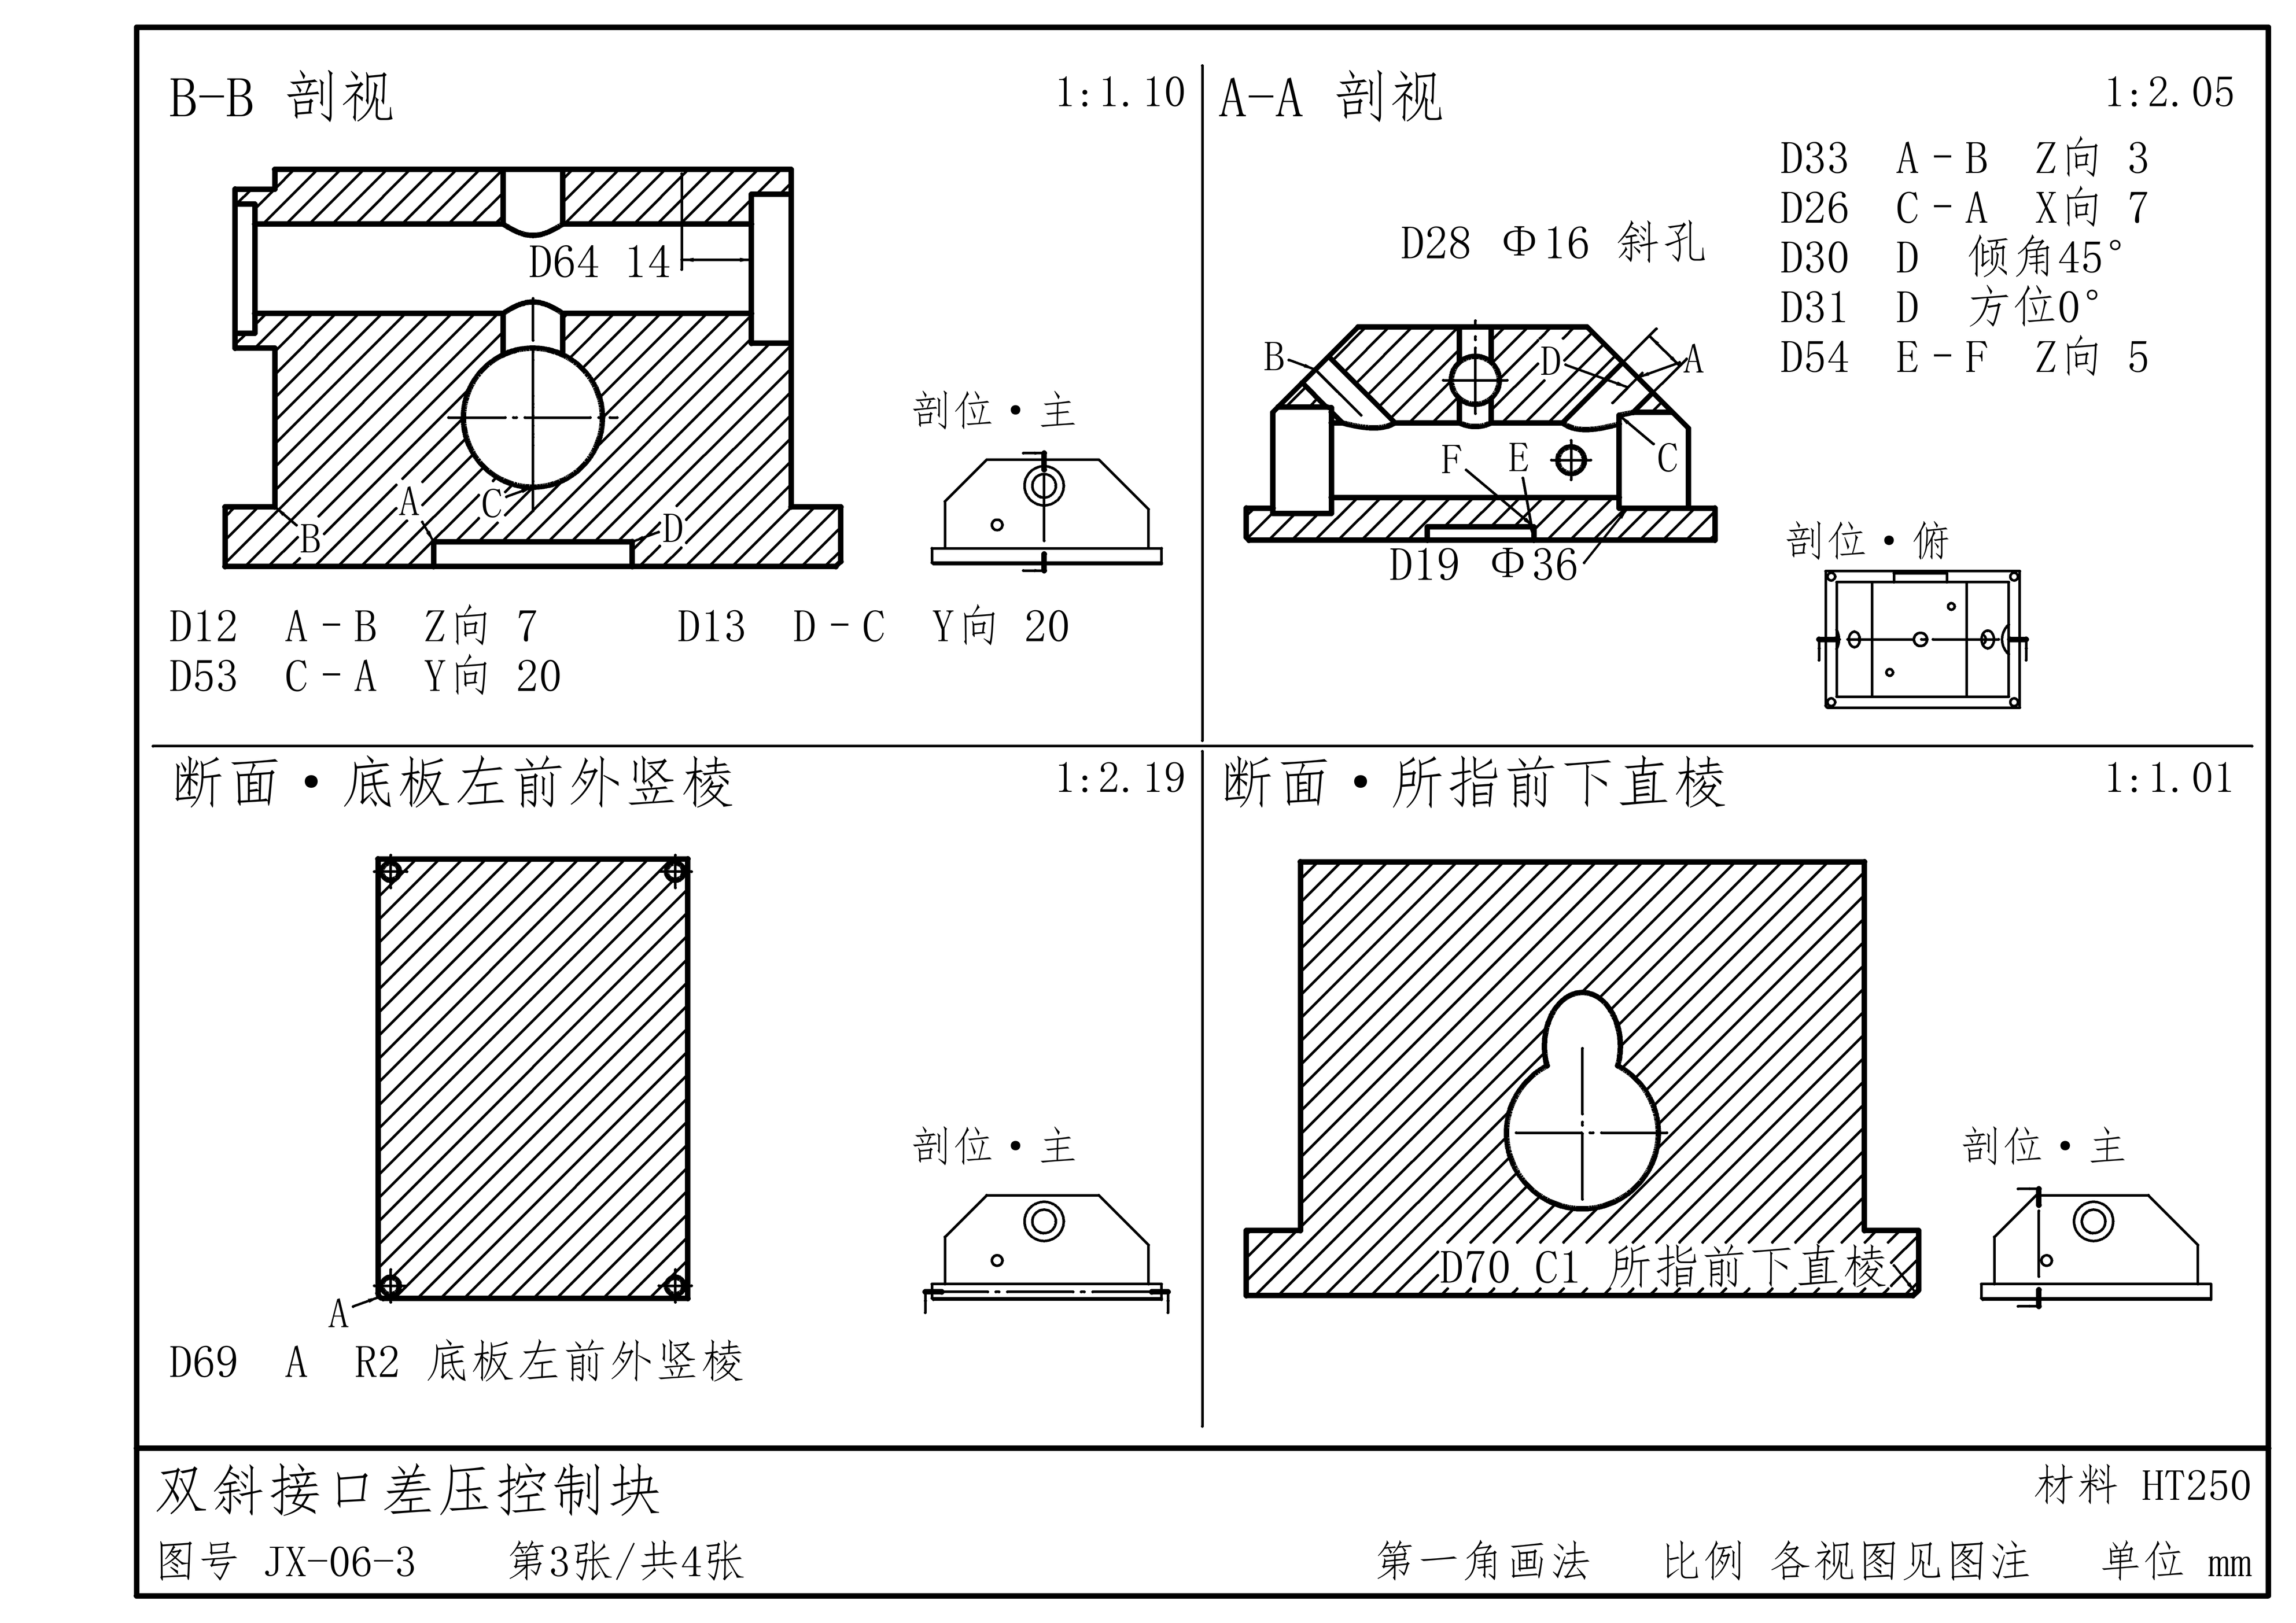 B-B 剖视 1:1.10
D64 14
A
B
C
D
剖位·主
D12 A-B Z向 7 D13 D-C Y向 20
D53 C-A Y向 20
A-A 剖视 1:2.05
D33 A-B Z向 3
D26 C-A X向 7
D30 D 倾角45°
D31 D 方位0°
D54 E-F Z向 5
D28 Φ16 斜孔
B
D
A
F
E
C
D19 Φ36
剖位·俯
断面·底板左前外竖棱 1:2.19
剖位·主
A
D69 A R2 底板左前外竖棱
断面·所指前下直棱 1:1.01
剖位·主
D70 C1 所指前下直棱
双斜接口差压控制块 材料 HT250
图号 JX-06-3 第3张/共4张 第一角画法 比例 各视图见图注 单位 mm